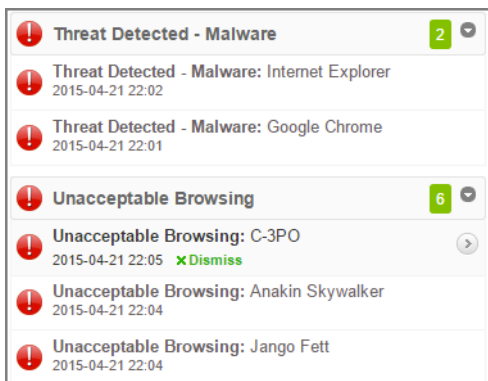 Threat Detected - Malware 2
Threat Detected - Malware: Internet Explorer
2015-04-21 22:02
Threat Detected - Malware: Google Chrome
2015-04-21 22:01
Unacceptable Browsing 6
Unacceptable Browsing: C-3PO
2015-04-21 22:05 Dismiss
Unacceptable Browsing: Anakin Skywalker
2015-04-21 22:04
Unacceptable Browsing: Jango Fett
2015-04-21 22:04